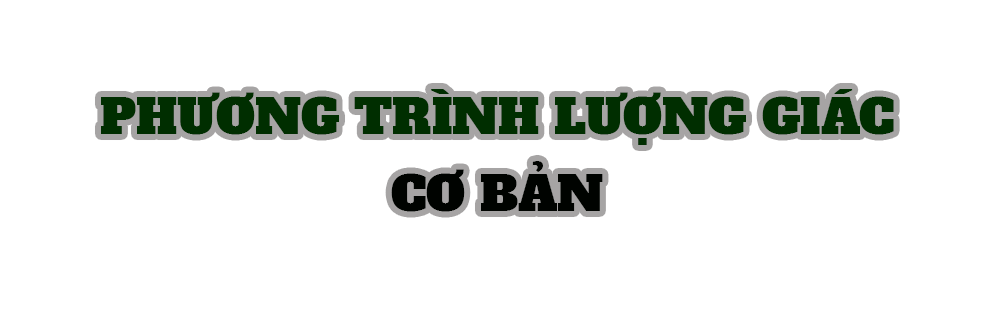 PHƯƠNG TRÌNH LƯỢNG GIÁC
CƠ BẢN